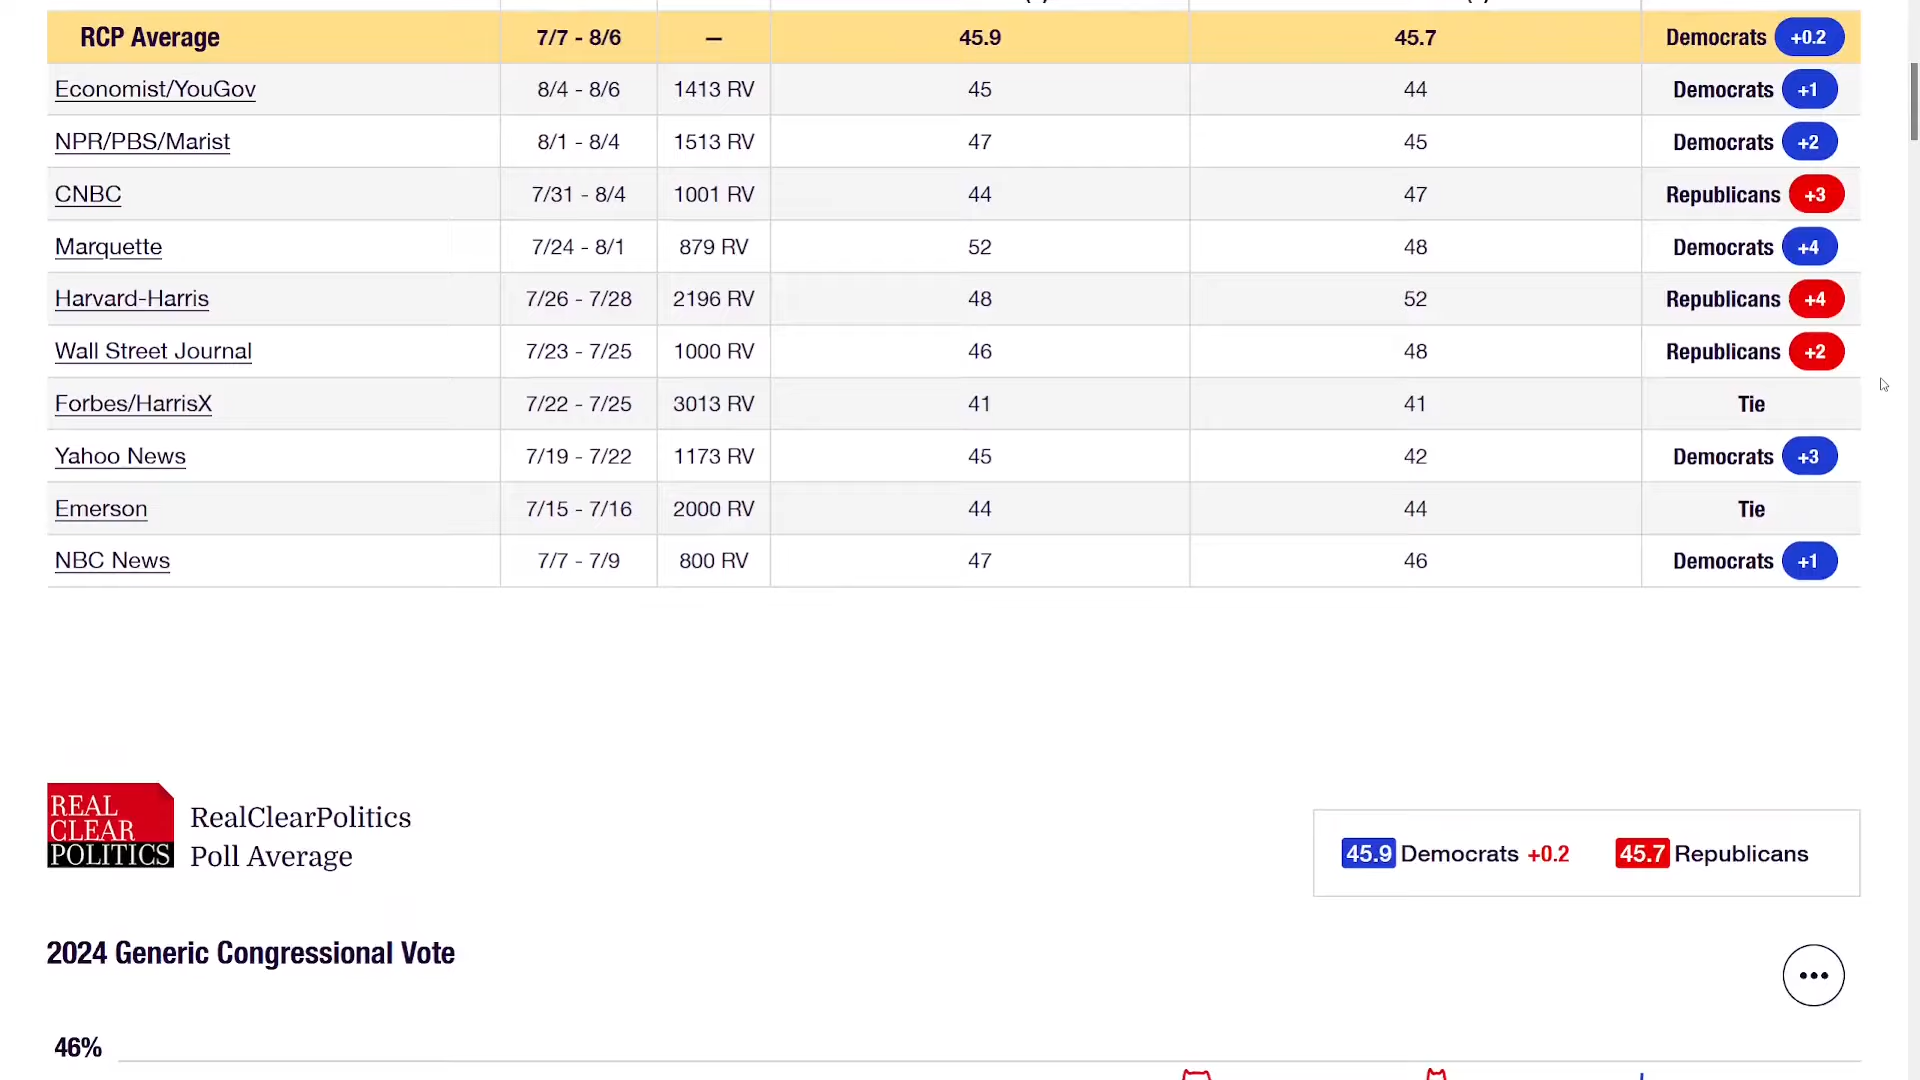 RCP Average 7/7 - 8/6 — 45.9 45.7 Democrats +0.2
Economist/YouGov 8/4 - 8/6 1413 RV 45 44 Democrats +1
NPR/PBS/Marist 8/1 - 8/4 1513 RV 47 45 Democrats +2
CNBC 7/31 - 8/4 1001 RV 44 47 Republicans +3
Marquette 7/24 - 8/1 879 RV 52 48 Democrats +4
Harvard-Harris 7/26 - 7/28 2196 RV 48 52 Republicans +4
Wall Street Journal 7/23 - 7/25 1000 RV 46 48 Republicans +2
Forbes/HarrisX 7/22 - 7/25 3013 RV 41 41 Tie
Yahoo News 7/19 - 7/22 1173 RV 45 42 Democrats +3
Emerson 7/15 - 7/16 2000 RV 44 44 Tie
NBC News 7/7 - 7/9 800 RV 47 46 Democrats +1
REAL
CLEAR
POLITICS
RealClearPolitics
Poll Average
45.9 Democrats +0.2 45.7 Republicans
2024 Generic Congressional Vote
46%